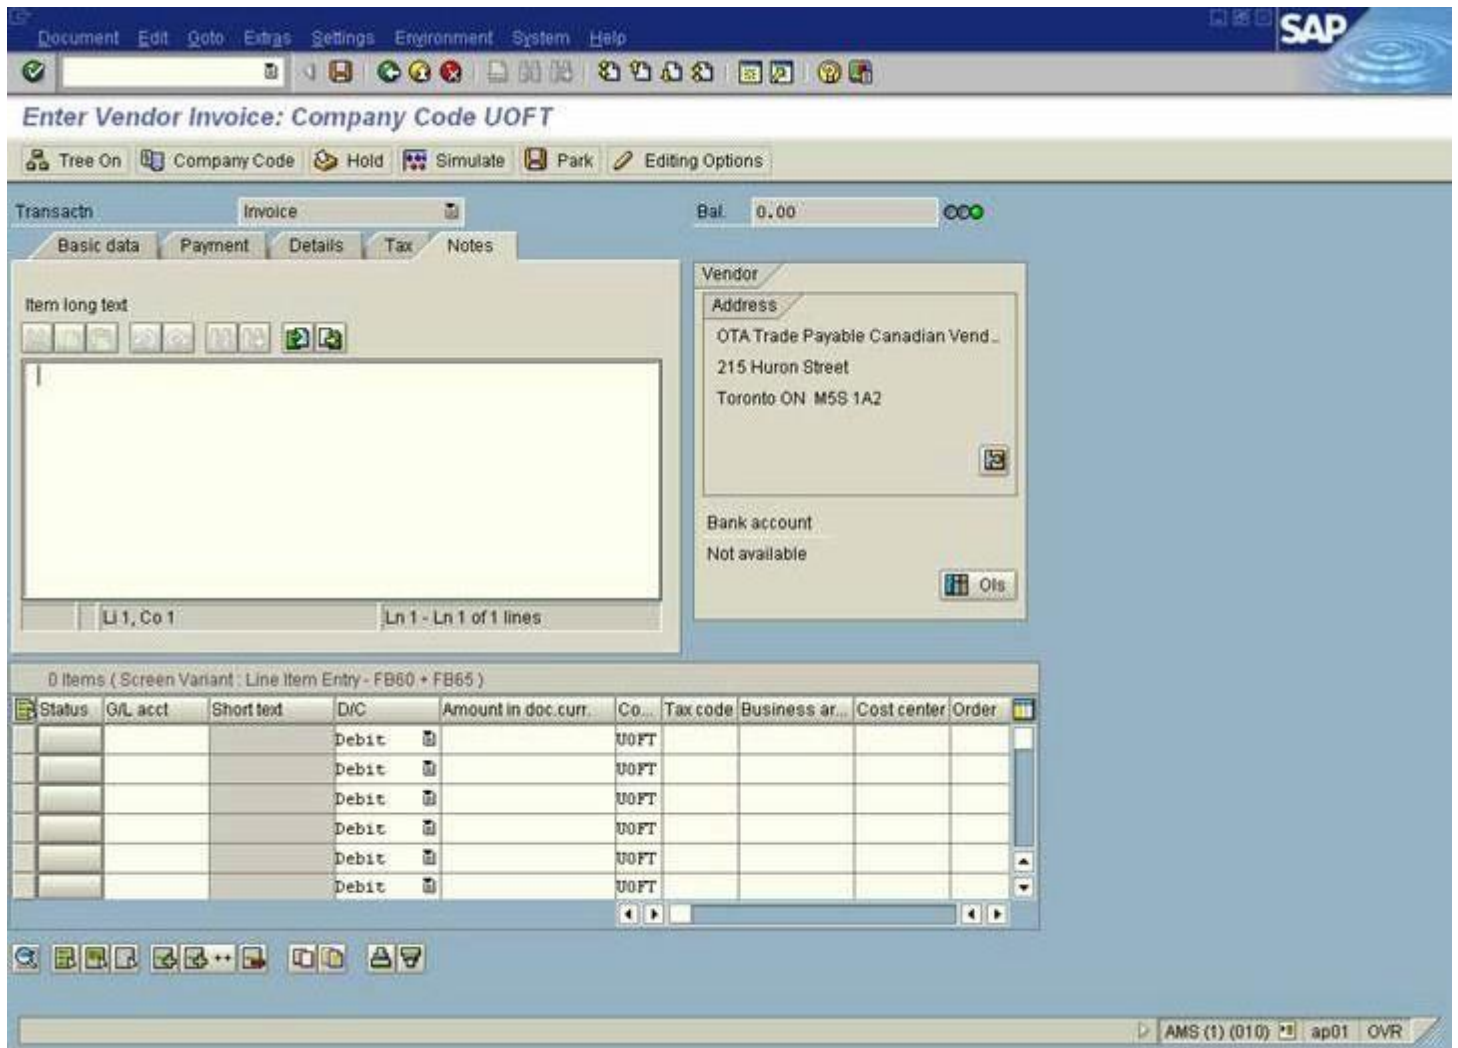 Document Edit Goto Extras Settings Environment System Help
SAP
Enter Vendor Invoice: Company Code UOFT
Tree On Company Code Hold Simulate Park Editing Options
Transactn Invoice Bal. 0.00
Basic data Payment Details Tax Notes
Item long text
Li 1, Co 1 Ln 1 - Ln 1 of 1 lines
Vendor
Address
OTA Trade Payable Canadian Vend...
215 Huron Street
Toronto ON M5S 1A2
Bank account
Not available
OIs
0 Items ( Screen Variant : Line Item Entry - FB60 + FB65 )
Status G/L acct Short text D/C Amount in doc.curr. Co... Tax code Business ar... Cost center Order
Debit UOFT
Debit UOFT
Debit UOFT
Debit UOFT
Debit UOFT
Debit UOFT
AMS (1) (010) ap01 OVR